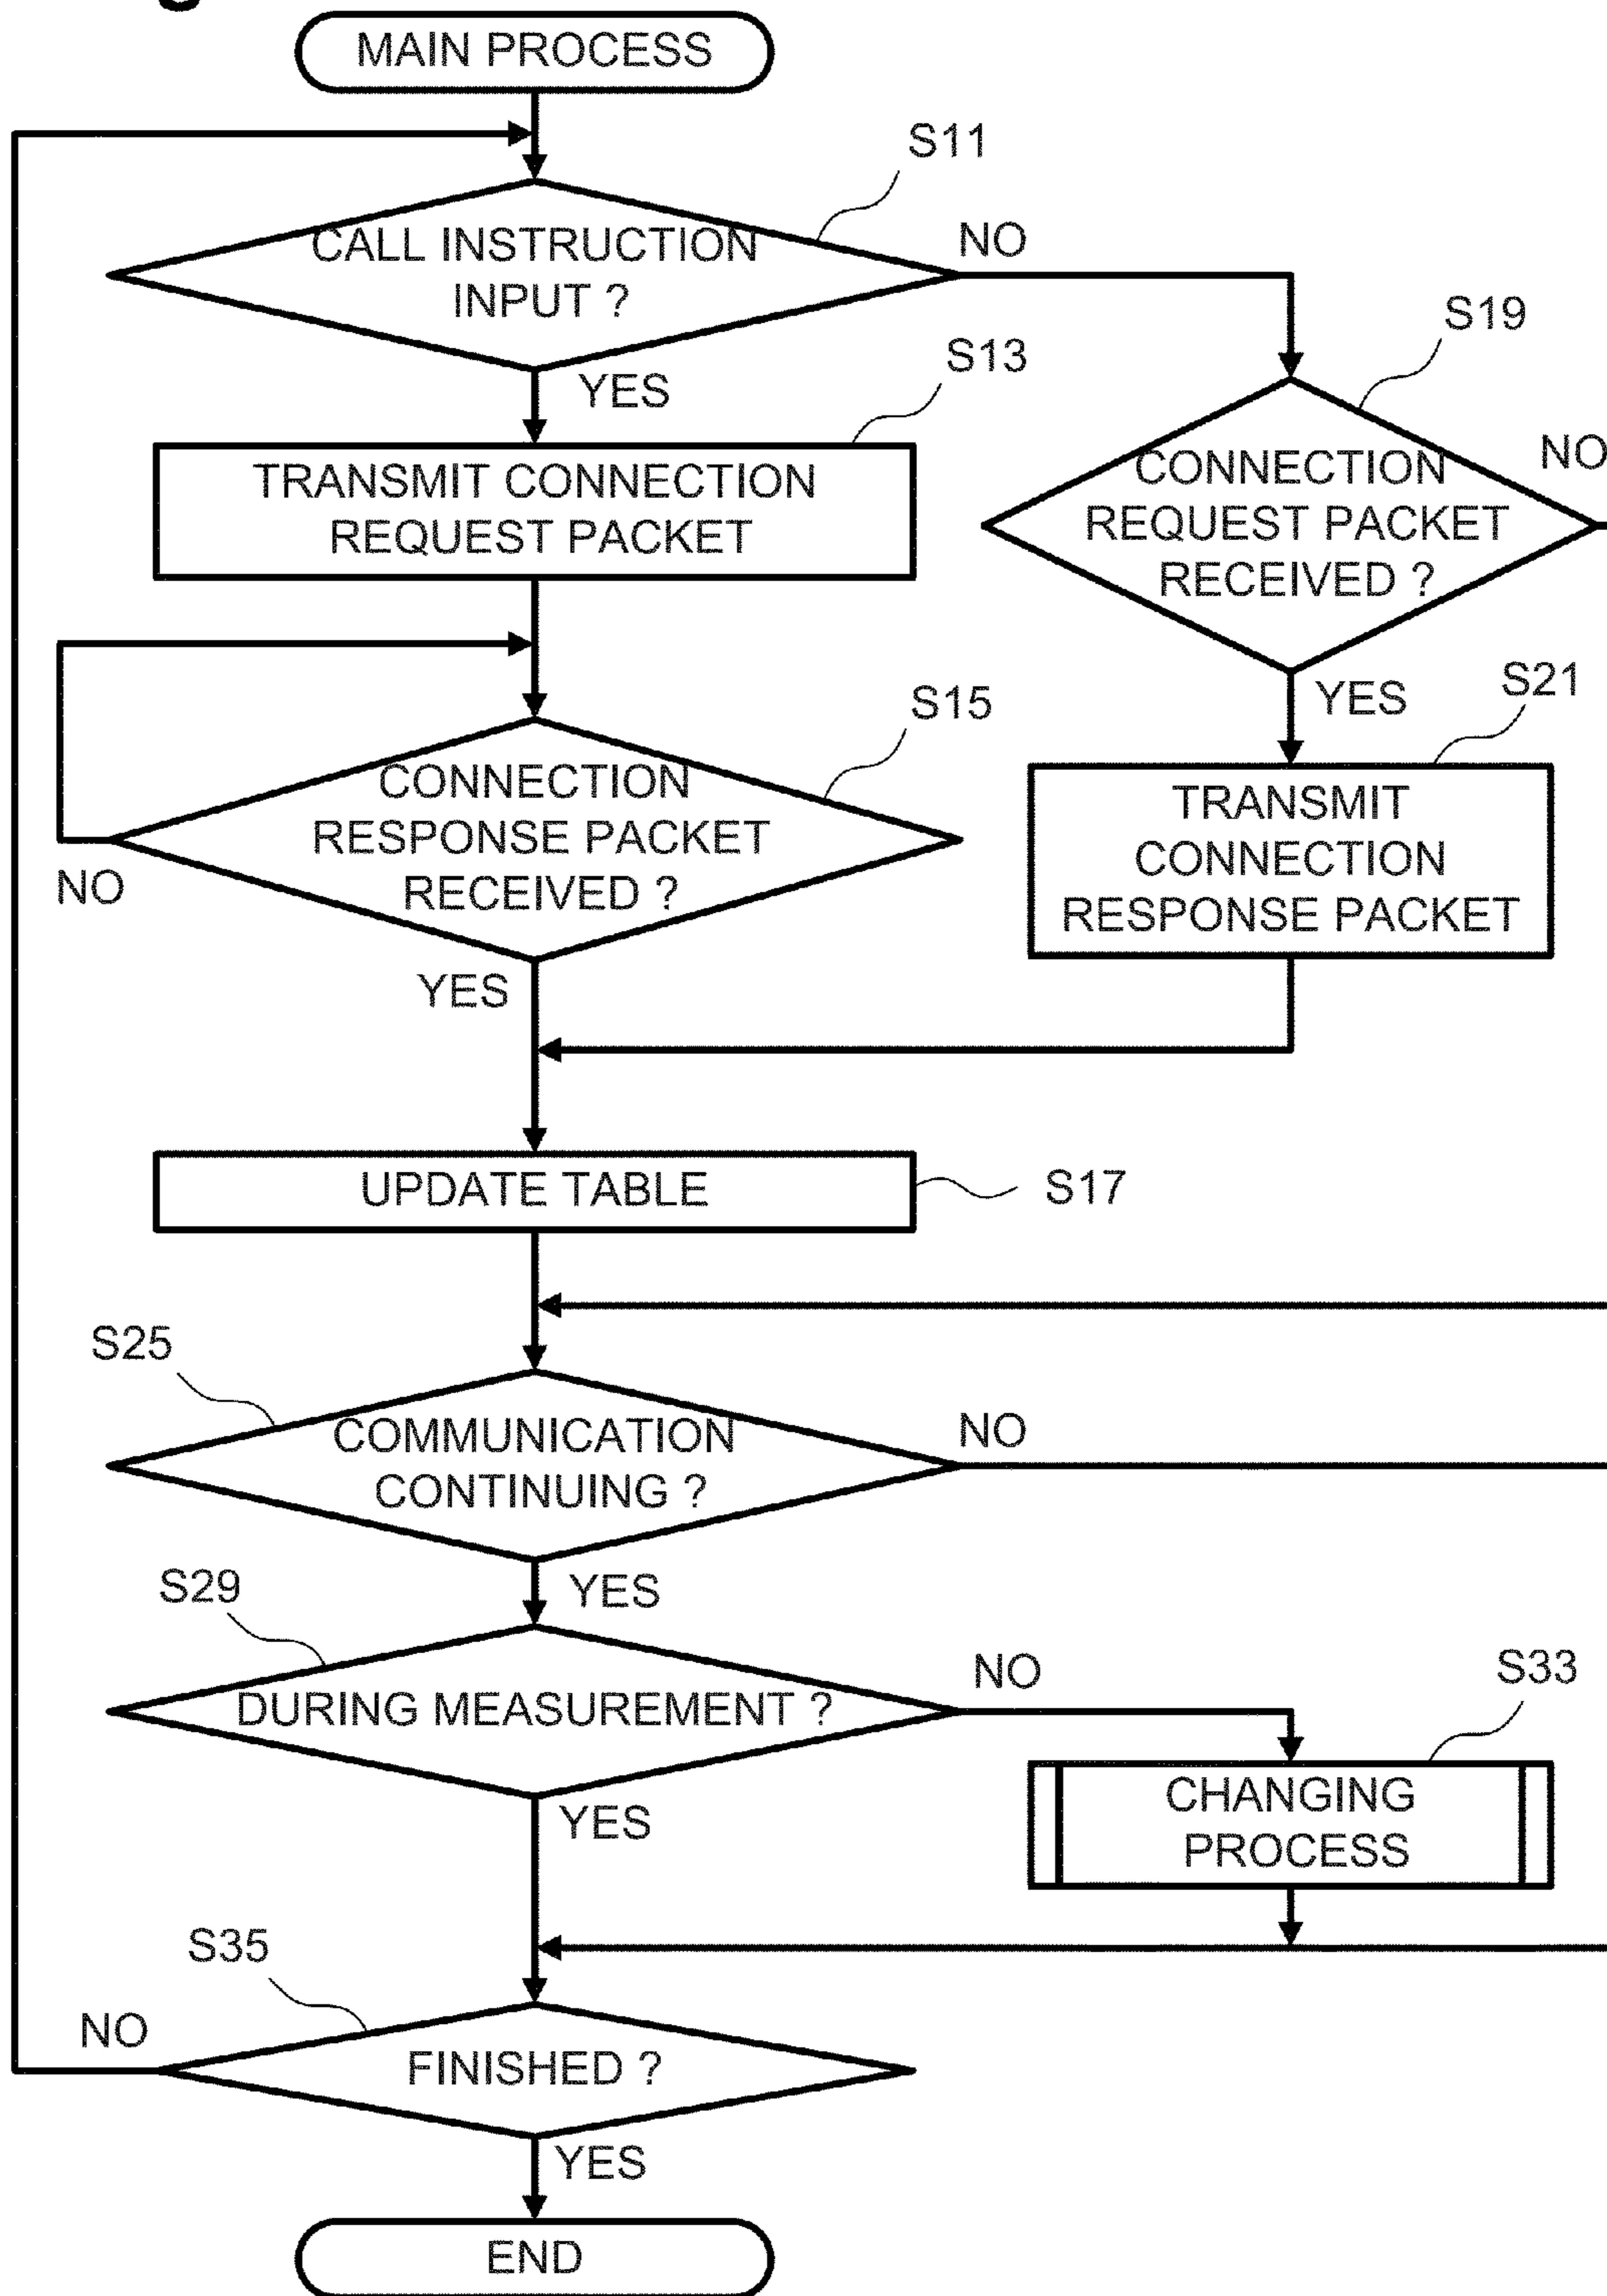 MAIN PROCESS
S11
CALL INSTRUCTION
INPUT ?
NO
YES
S13
TRANSMIT CONNECTION
REQUEST PACKET
S19
CONNECTION
REQUEST PACKET
RECEIVED ?
NO
YES
S15
CONNECTION
RESPONSE PACKET
RECEIVED ?
NO
YES
S21
TRANSMIT
CONNECTION
RESPONSE PACKET
UPDATE TABLE
S17
S25
COMMUNICATION
CONTINUING ?
NO
YES
S29
DURING MEASUREMENT ?
NO
YES
S33
CHANGING
PROCESS
S35
FINISHED ?
NO
YES
END